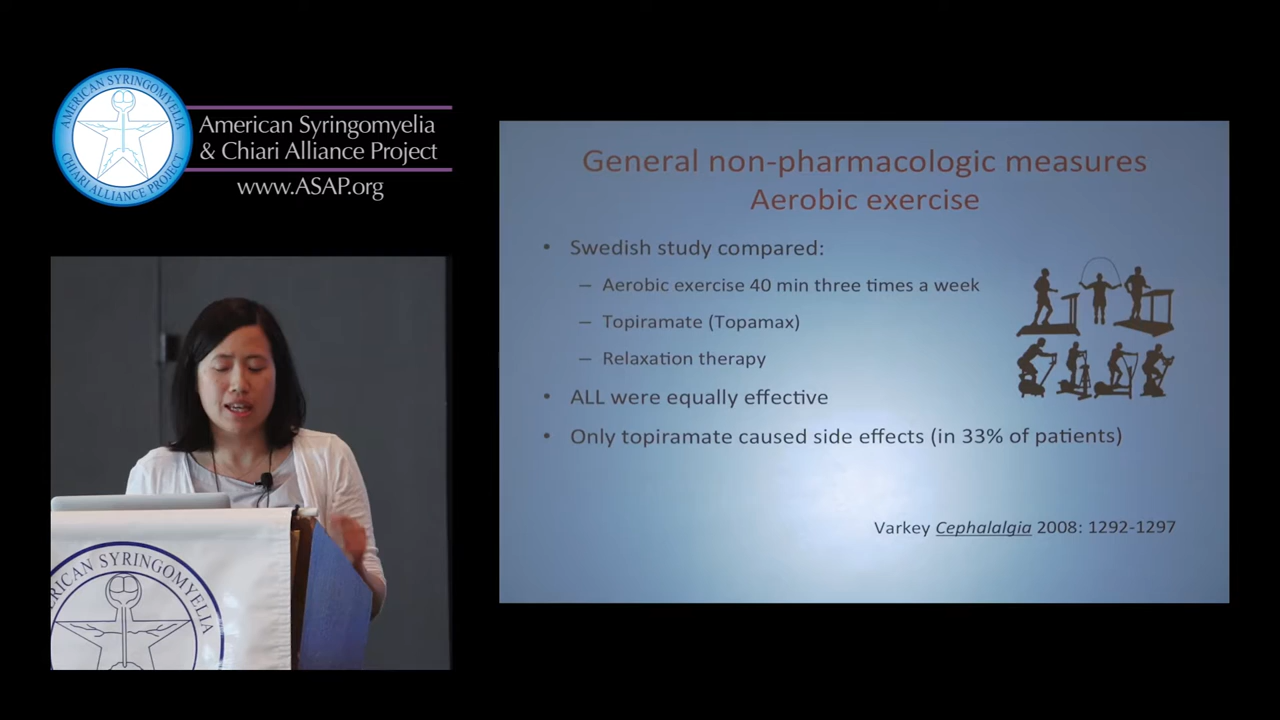 AMERICAN SYRINGOMYELIA
CHIARI ALLIANCE PROJECT
American Syringomyelia
& Chiari Alliance Project
www.ASAP.org
General non-pharmacologic measures
Aerobic exercise
• Swedish study compared:
– Aerobic exercise 40 min three times a week
– Topiramate (Topamax)
– Relaxation therapy
• ALL were equally effective
• Only topiramate caused side effects (in 33% of patients)
Varkey Cephalalgia 2008: 1292-1297
ICAN SYRINGOMYELIA